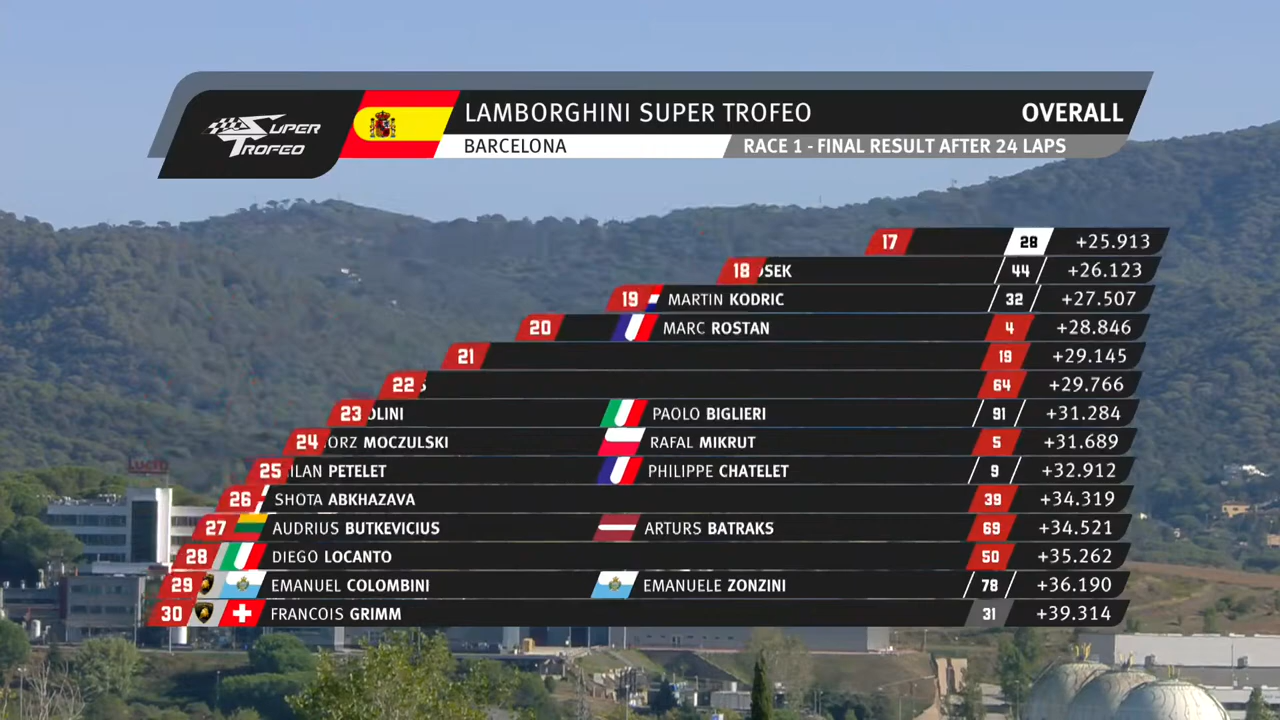 SUPER TROFEO
LAMBORGHINI SUPER TROFEO OVERALL
BARCELONA RACE 1 - FINAL RESULT AFTER 24 LAPS
17 28 +25.913
18 44 +26.123
19 MARTIN KODRIC 32 +27.507
20 MARC ROSTAN 4 +28.846
21 19 +29.145
22 64 +29.766
23 PAOLO BIGLIERI 91 +31.284
24 MOCZULSKI RAFAL MIKRUT 5 +31.689
25 PETELET PHILIPPE CHATELET 9 +32.912
26 SHOTA ABKHAZAVA 39 +34.319
27 AUDRIUS BUTKEVICIUS ARTURS BATRAKS 69 +34.521
28 DIEGO LOCANTO 50 +35.262
29 EMANUEL COLOMBINI EMANUELE ZONZINI 78 +36.190
30 FRANCOIS GRIMM 31 +39.314